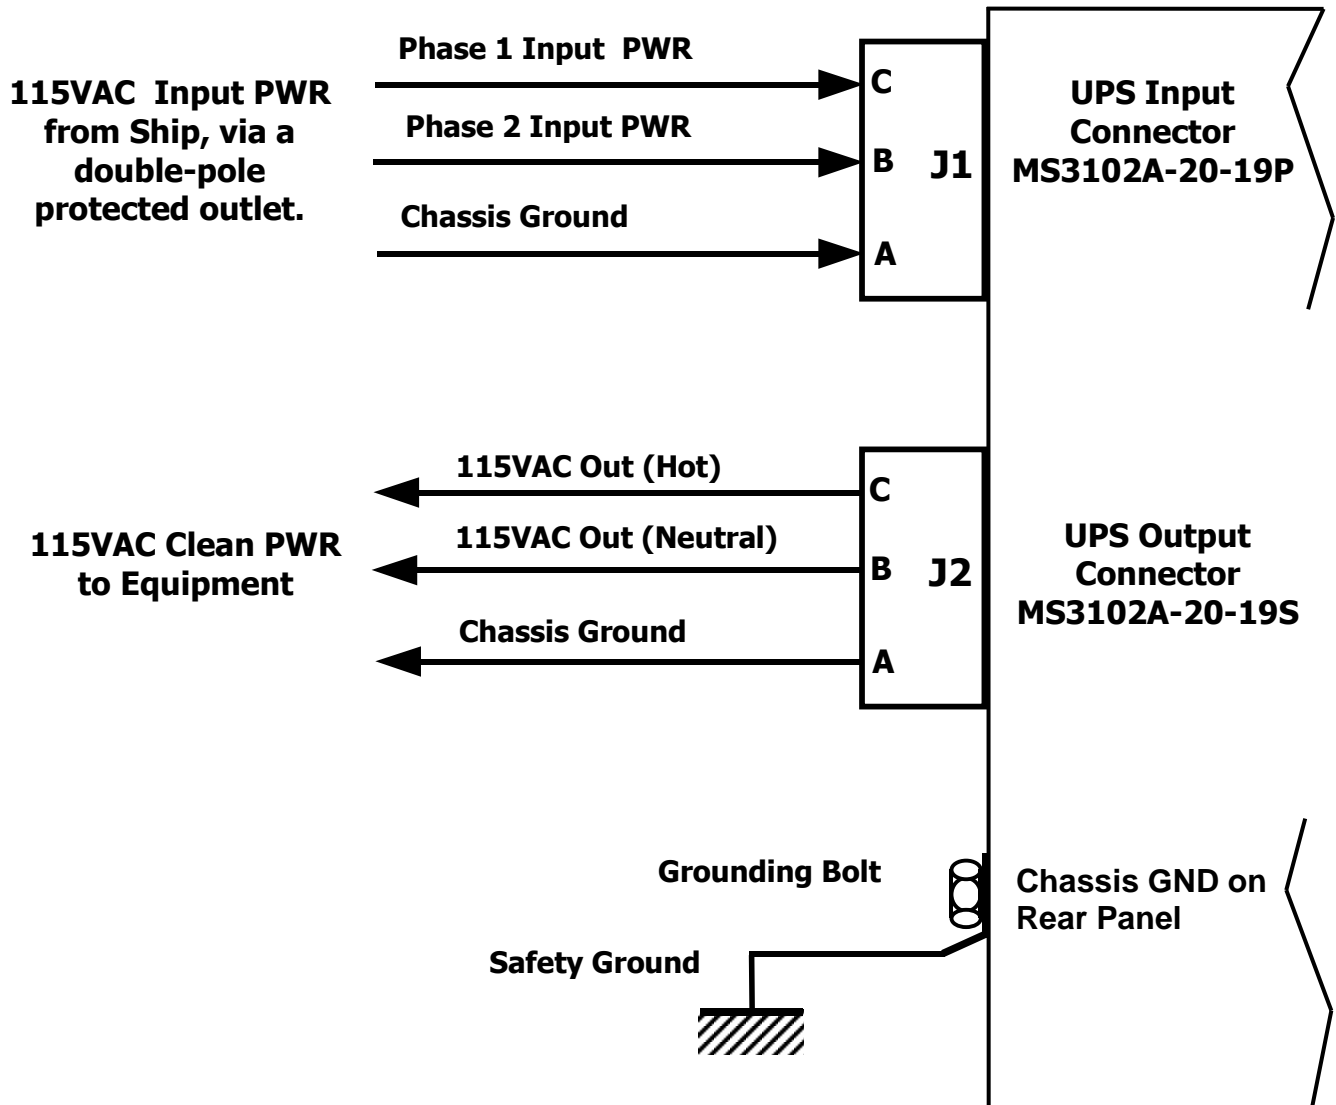 115VAC Input PWR
from Ship, via a
double-pole
protected outlet.
Phase 1 Input PWR
Phase 2 Input PWR
Chassis Ground
C
B
A
J1
UPS Input
Connector
MS3102A-20-19P
115VAC Clean PWR
to Equipment
115VAC Out (Hot)
115VAC Out (Neutral)
Chassis Ground
C
B
A
J2
UPS Output
Connector
MS3102A-20-19S
Grounding Bolt
Safety Ground
Chassis GND on
Rear Panel